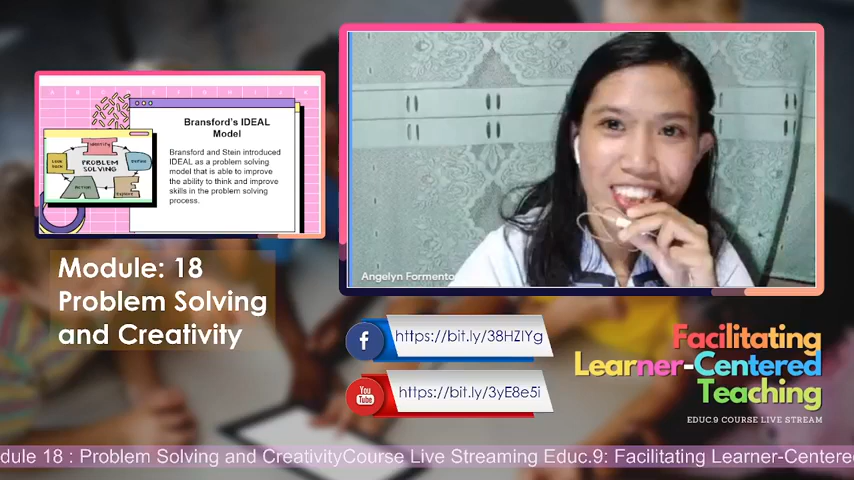 Bransford's IDEAL
Model
Bransford and Stein introduced
IDEAL as a problem solving
model that is able to improve
the ability to think and improve
skills in the problem solving
process.
Identify
PROBLEM
SOLVING
Module: 18
Problem Solving
and Creativity
Angelyn Formento
https://bit.ly/38HZlYg
You
Tube
https://bit.ly/3yE8e5i
Facilitating
Learner-Centered
Teaching
EDUC.9 COURSE LIVE STREAM
dule 18 : Problem Solving and CreativityCourse Live Streaming Educ.9: Facilitating Learner-Centere